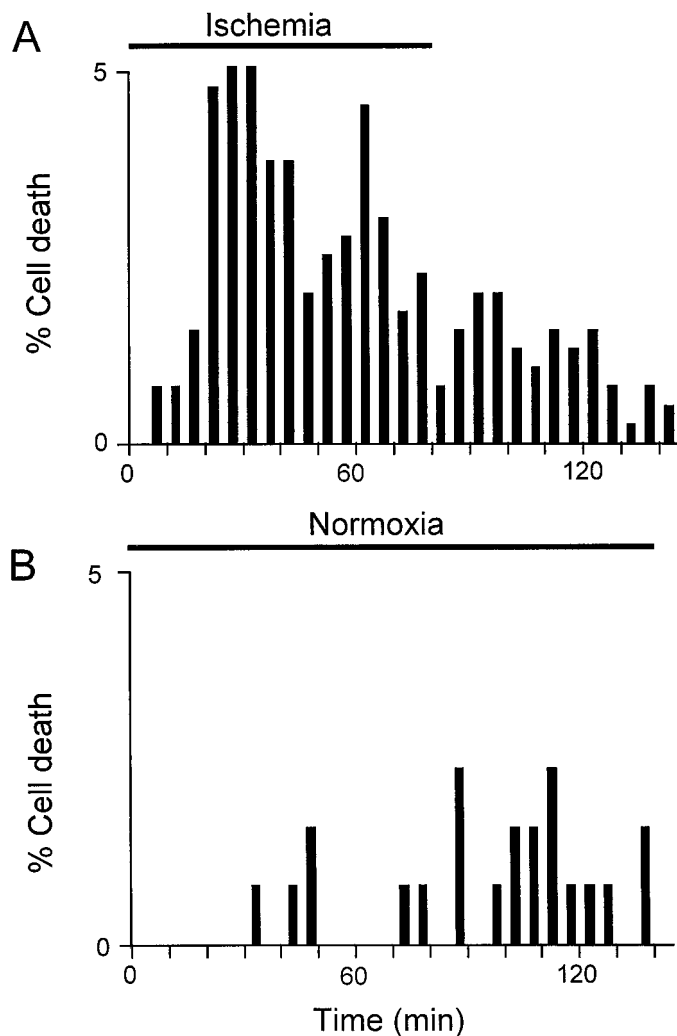 A
Ischemia
5
% Cell death
0
0 60 120
Normoxia
B
5
% Cell death
0
0 60 120
Time (min)